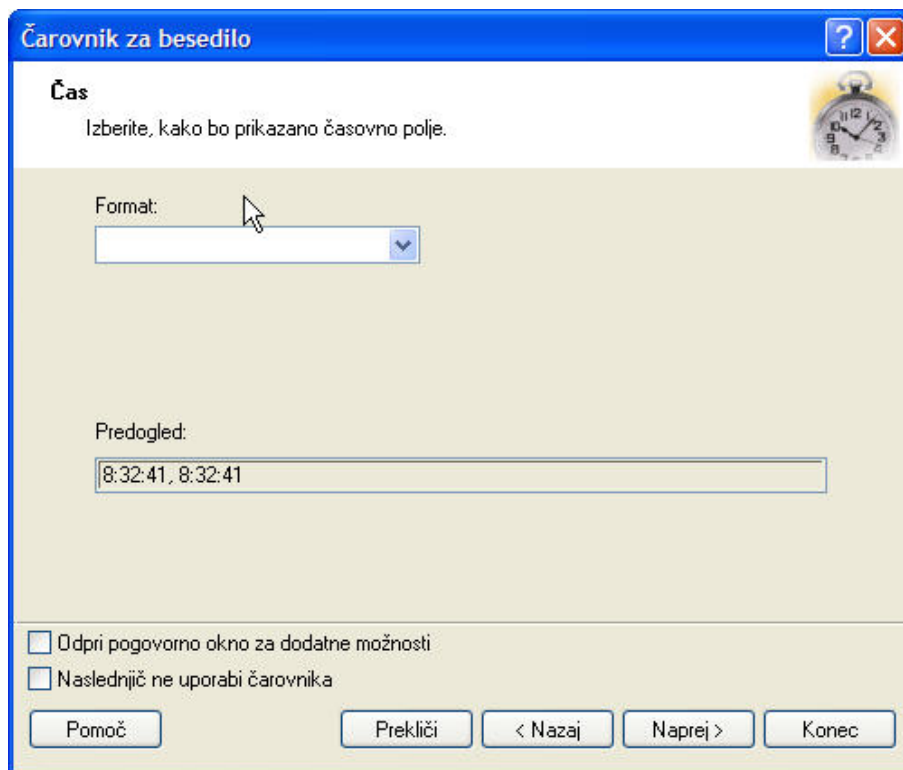 Čarovnik za besedilo
Čas
Izberite, kako bo prikazano časovno polje.
Format:
Predogled:
8:32:41, 8:32:41
Odpri pogovorno okno za dodatne možnosti
Naslednjič ne uporabi čarovnika
Pomoč Prekliči < Nazaj Naprej > Konec